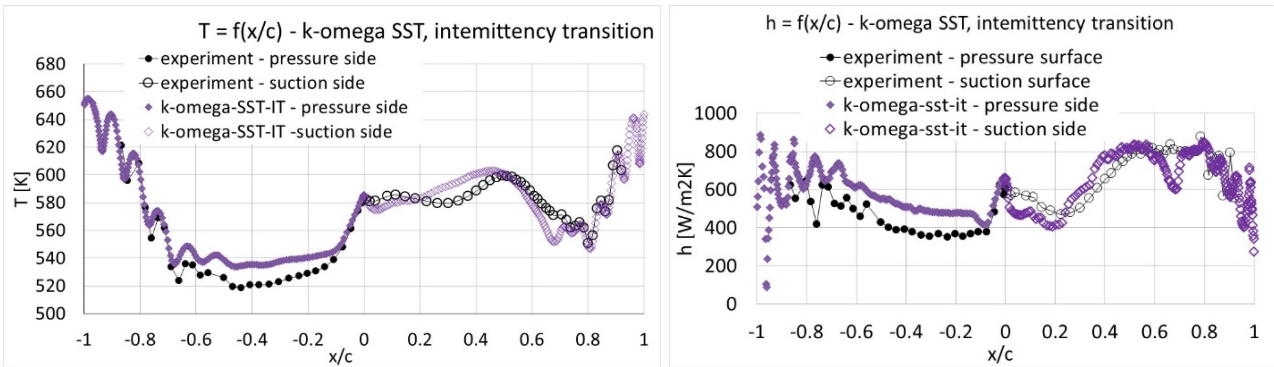 T = f(x/c) - k-omega SST, intemittency transition
experiment - pressure side
experiment - suction side
k-omega-SST-IT - pressure side
k-omega-SST-IT -suction side
T [K]
680
660
640
620
600
580
560
540
520
500
-1 -0.8 -0.6 -0.4 -0.2 0 0.2 0.4 0.6 0.8 1
x/c
h = f(x/c) - k-omega SST, intemittency transition
experiment - pressure surface
experiment - suction surface
k-omega-sst-it - pressure side
k-omega-sst-it - suction side
h [W/m2K]
1000
800
600
400
200
0
-1 -0.8 -0.6 -0.4 -0.2 0 0.2 0.4 0.6 0.8 1
x/c